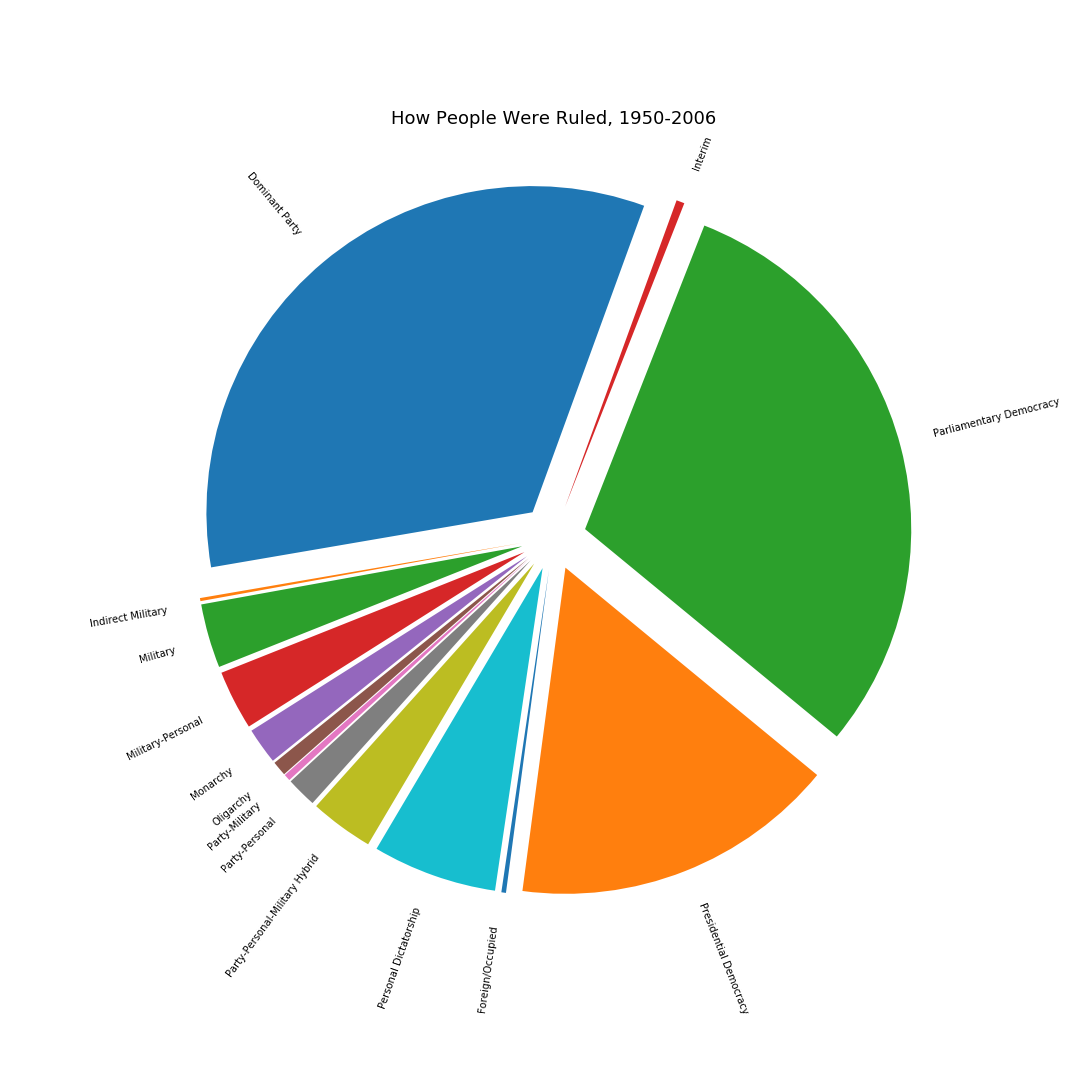 How People Were Ruled, 1950-2006
Interim
Dominant Party
Parliamentary Democracy
Indirect Military
Military
Military-Personal
Monarchy
Oligarchy
Party-Military
Party-Personal
Party-Personal-Military Hybrid
Personal Dictatorship
Foreign/Occupied
Presidential Democracy